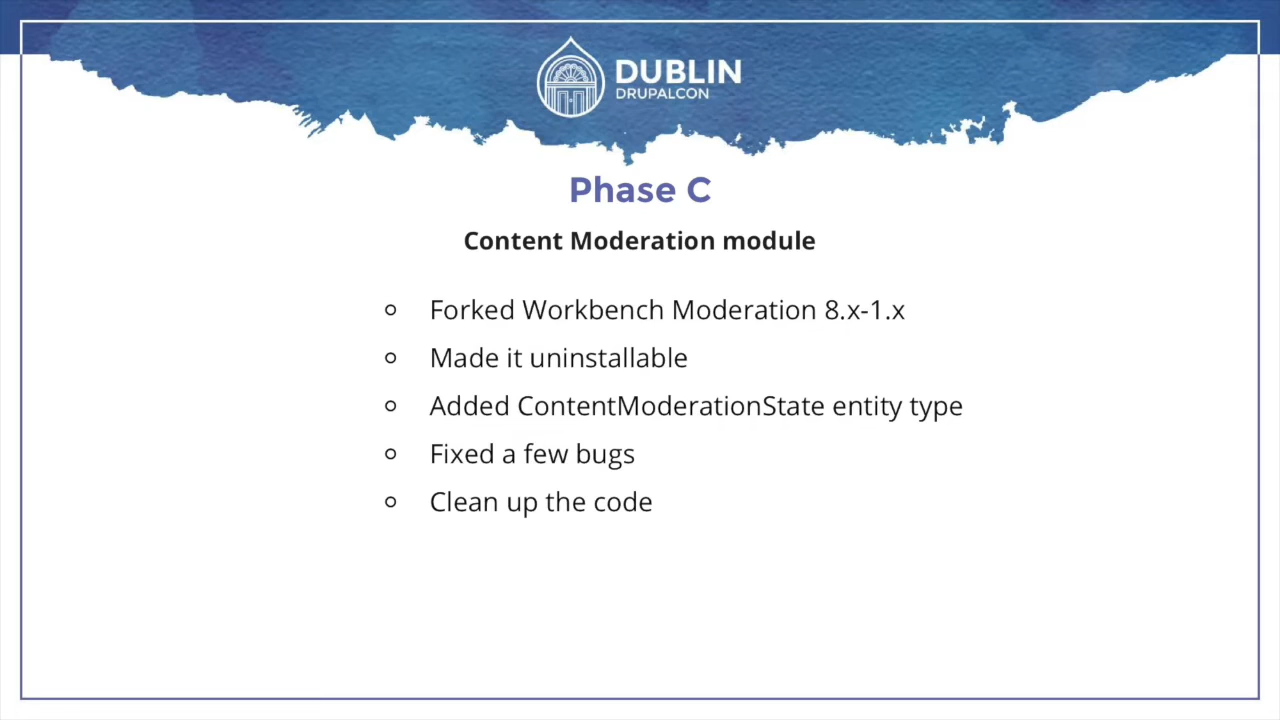 DUBLIN
DRUPALCON
Phase C
Content Moderation module
Forked Workbench Moderation 8.x-1.x
Made it uninstallable
Added ContentModerationState entity type
Fixed a few bugs
Clean up the code